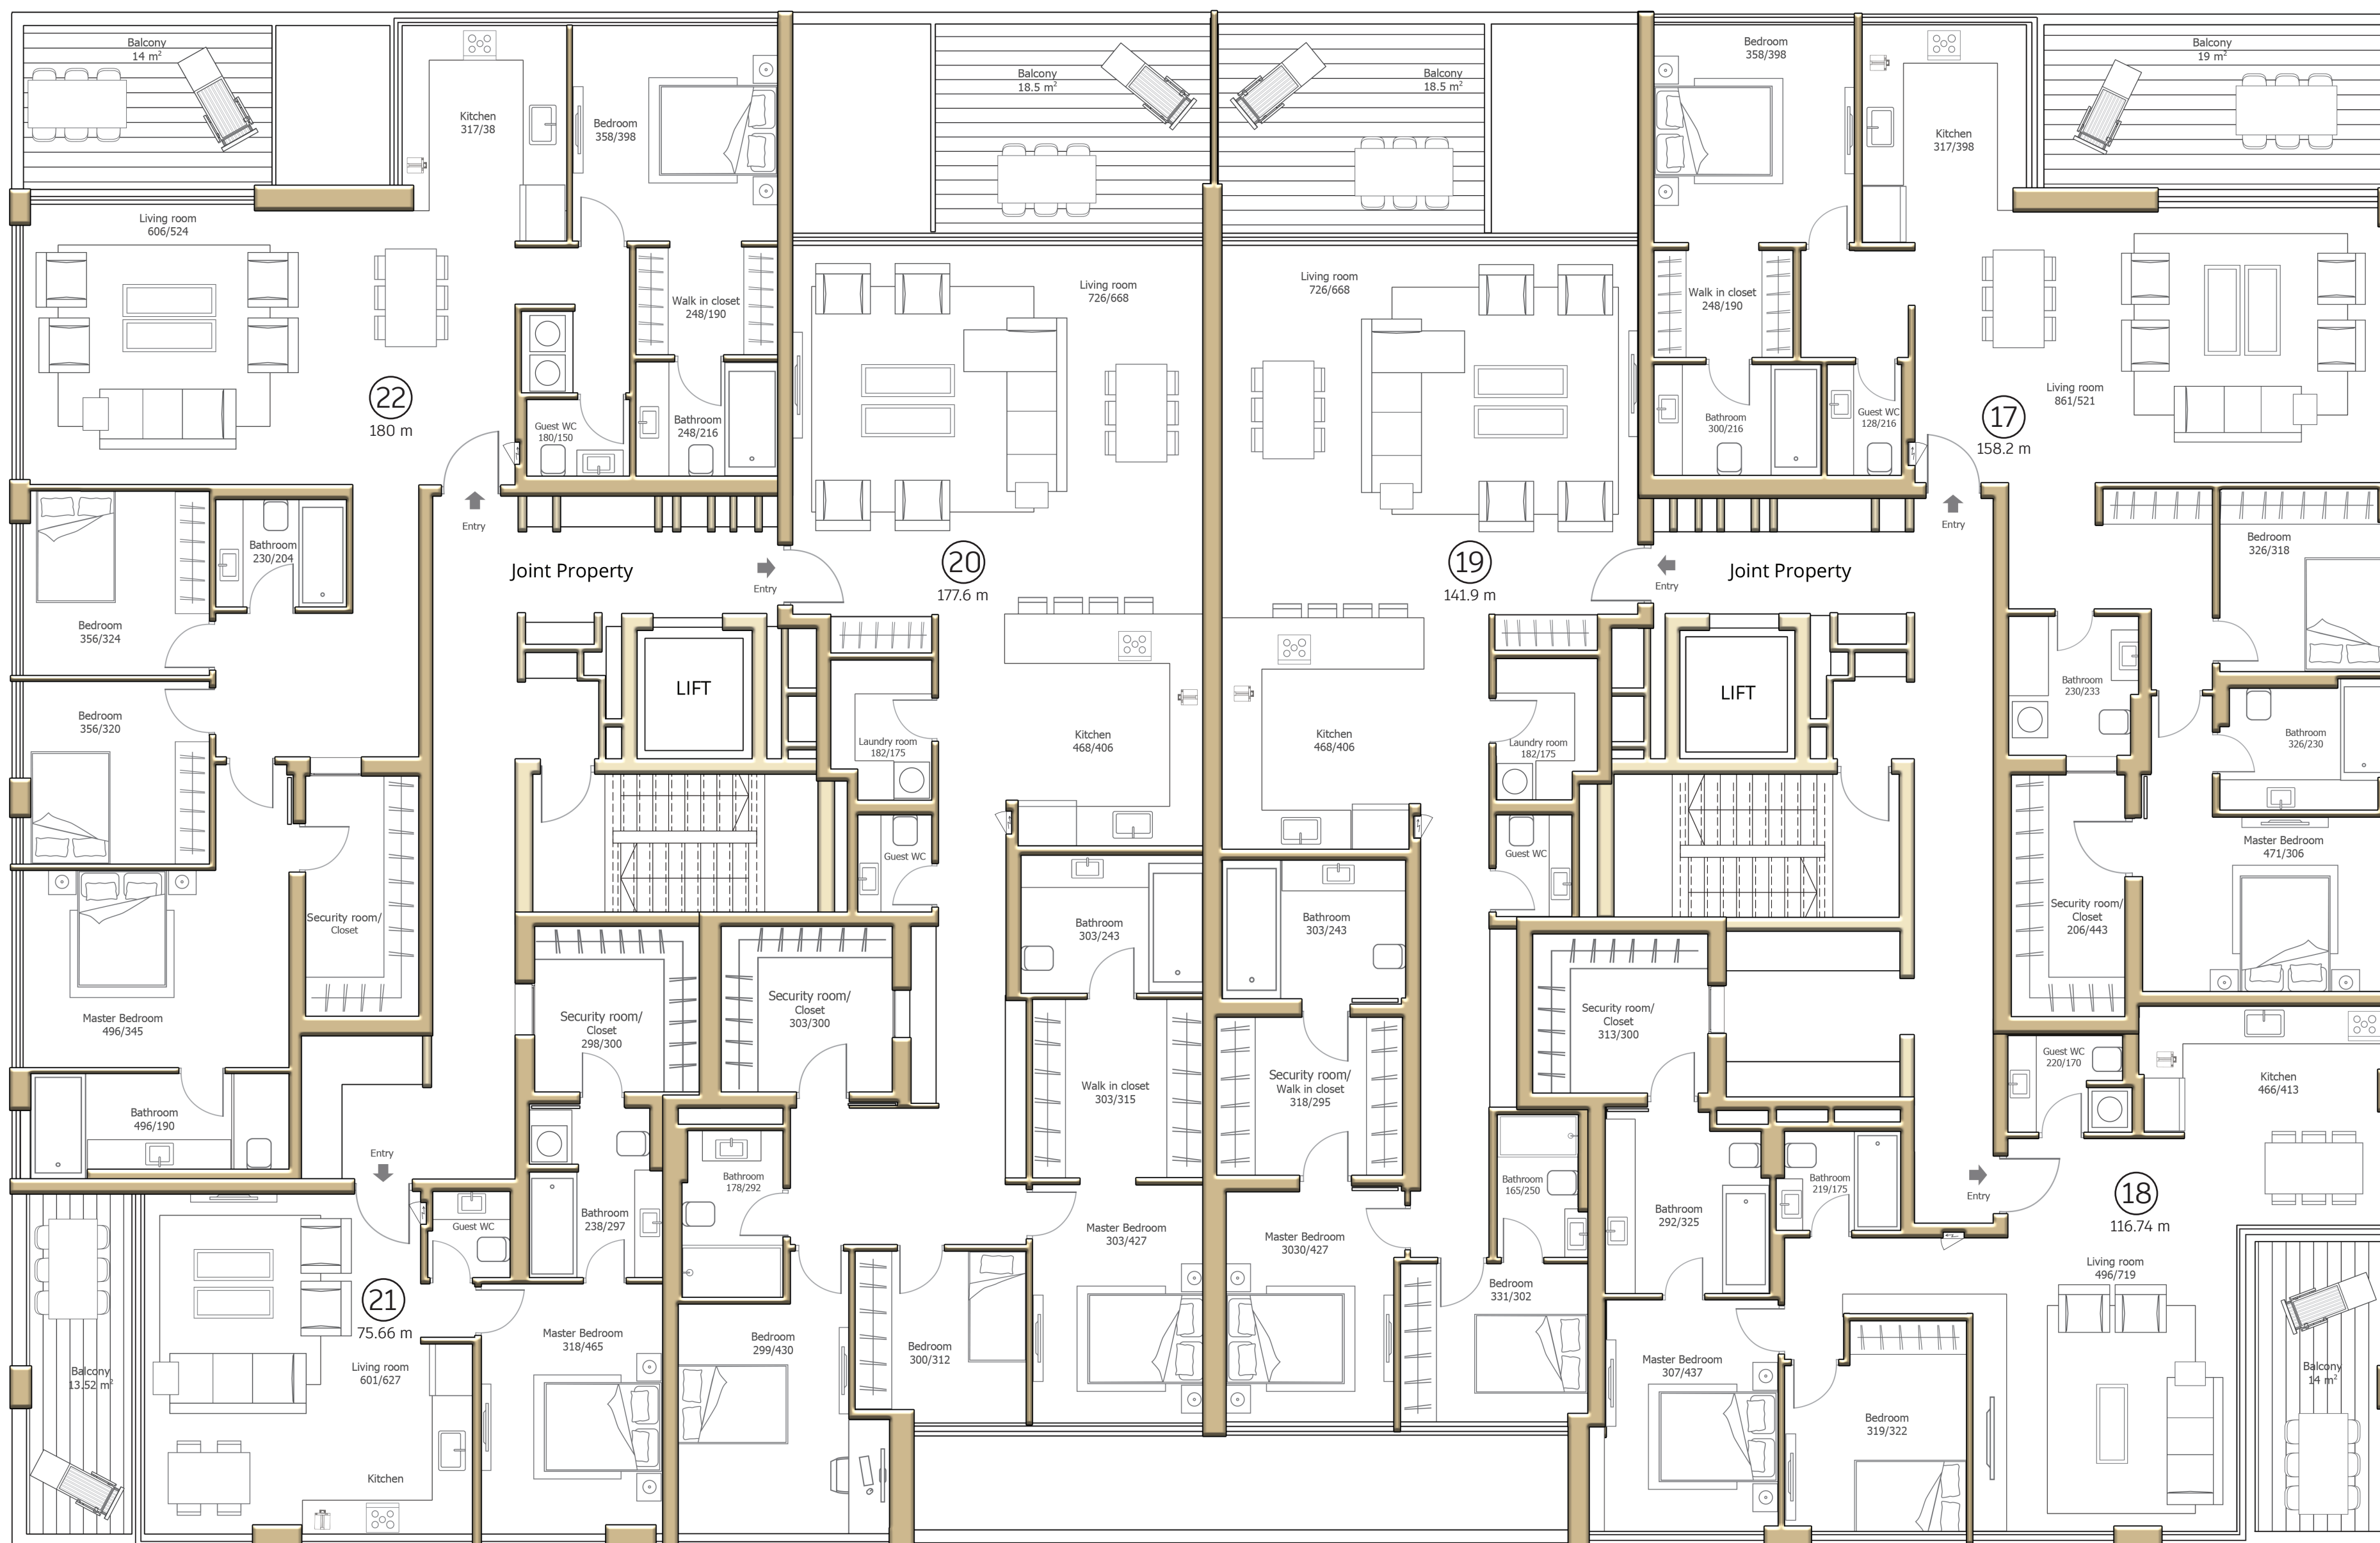 Balcony
14 m²
Kitchen
317/38
Bedroom
358/398
Living room
606/524
Walk in closet
248/190
22
180 m
Guest WC
180/150
Bathroom
248/216
Entry
Bathroom
230/204
Bedroom
356/324
Bedroom
356/320
Security room/
Closet
Master Bedroom
496/345
Bathroom
496/190
Joint Property
Entry
LIFT
Balcony
18.5 m²
Living room
726/668
20
177.6 m
Laundry room
182/175
Kitchen
468/406
Guest WC
Bathroom
303/243
Security room/
Closet
298/300
Security room/
Closet
303/300
Walk in closet
303/315
Bathroom
178/292
Master Bedroom
303/427
Bedroom
299/430
Bedroom
300/312
Entry
Guest WC
Bathroom
238/297
21
75.66 m
Balcony
13.52 m²
Living room
601/627
Master Bedroom
318/465
Kitchen
Balcony
18.5 m²
Living room
726/668
19
141.9 m
Kitchen
468/406
Laundry room
182/175
Guest WC
Bathroom
303/243
Security room/
Walk in closet
318/295
Security room/
Closet
313/300
Bathroom
165/250
Master Bedroom
3030/427
Bedroom
331/302
Entry
Joint Property
LIFT
Bedroom
358/398
Kitchen
317/398
Balcony
19 m²
Walk in closet
248/190
Bathroom
300/216
Guest WC
128/216
Living room
861/521
17
158.2 m
Entry
Bedroom
326/318
Bathroom
230/233
Bathroom
326/230
Master Bedroom
471/306
Security room/
Closet
206/443
Guest WC
220/170
Kitchen
466/413
Entry
18
116.74 m
Bathroom
292/325
Bathroom
219/175
Living room
496/719
Master Bedroom
307/437
Bedroom
319/322
Balcony
14 m²